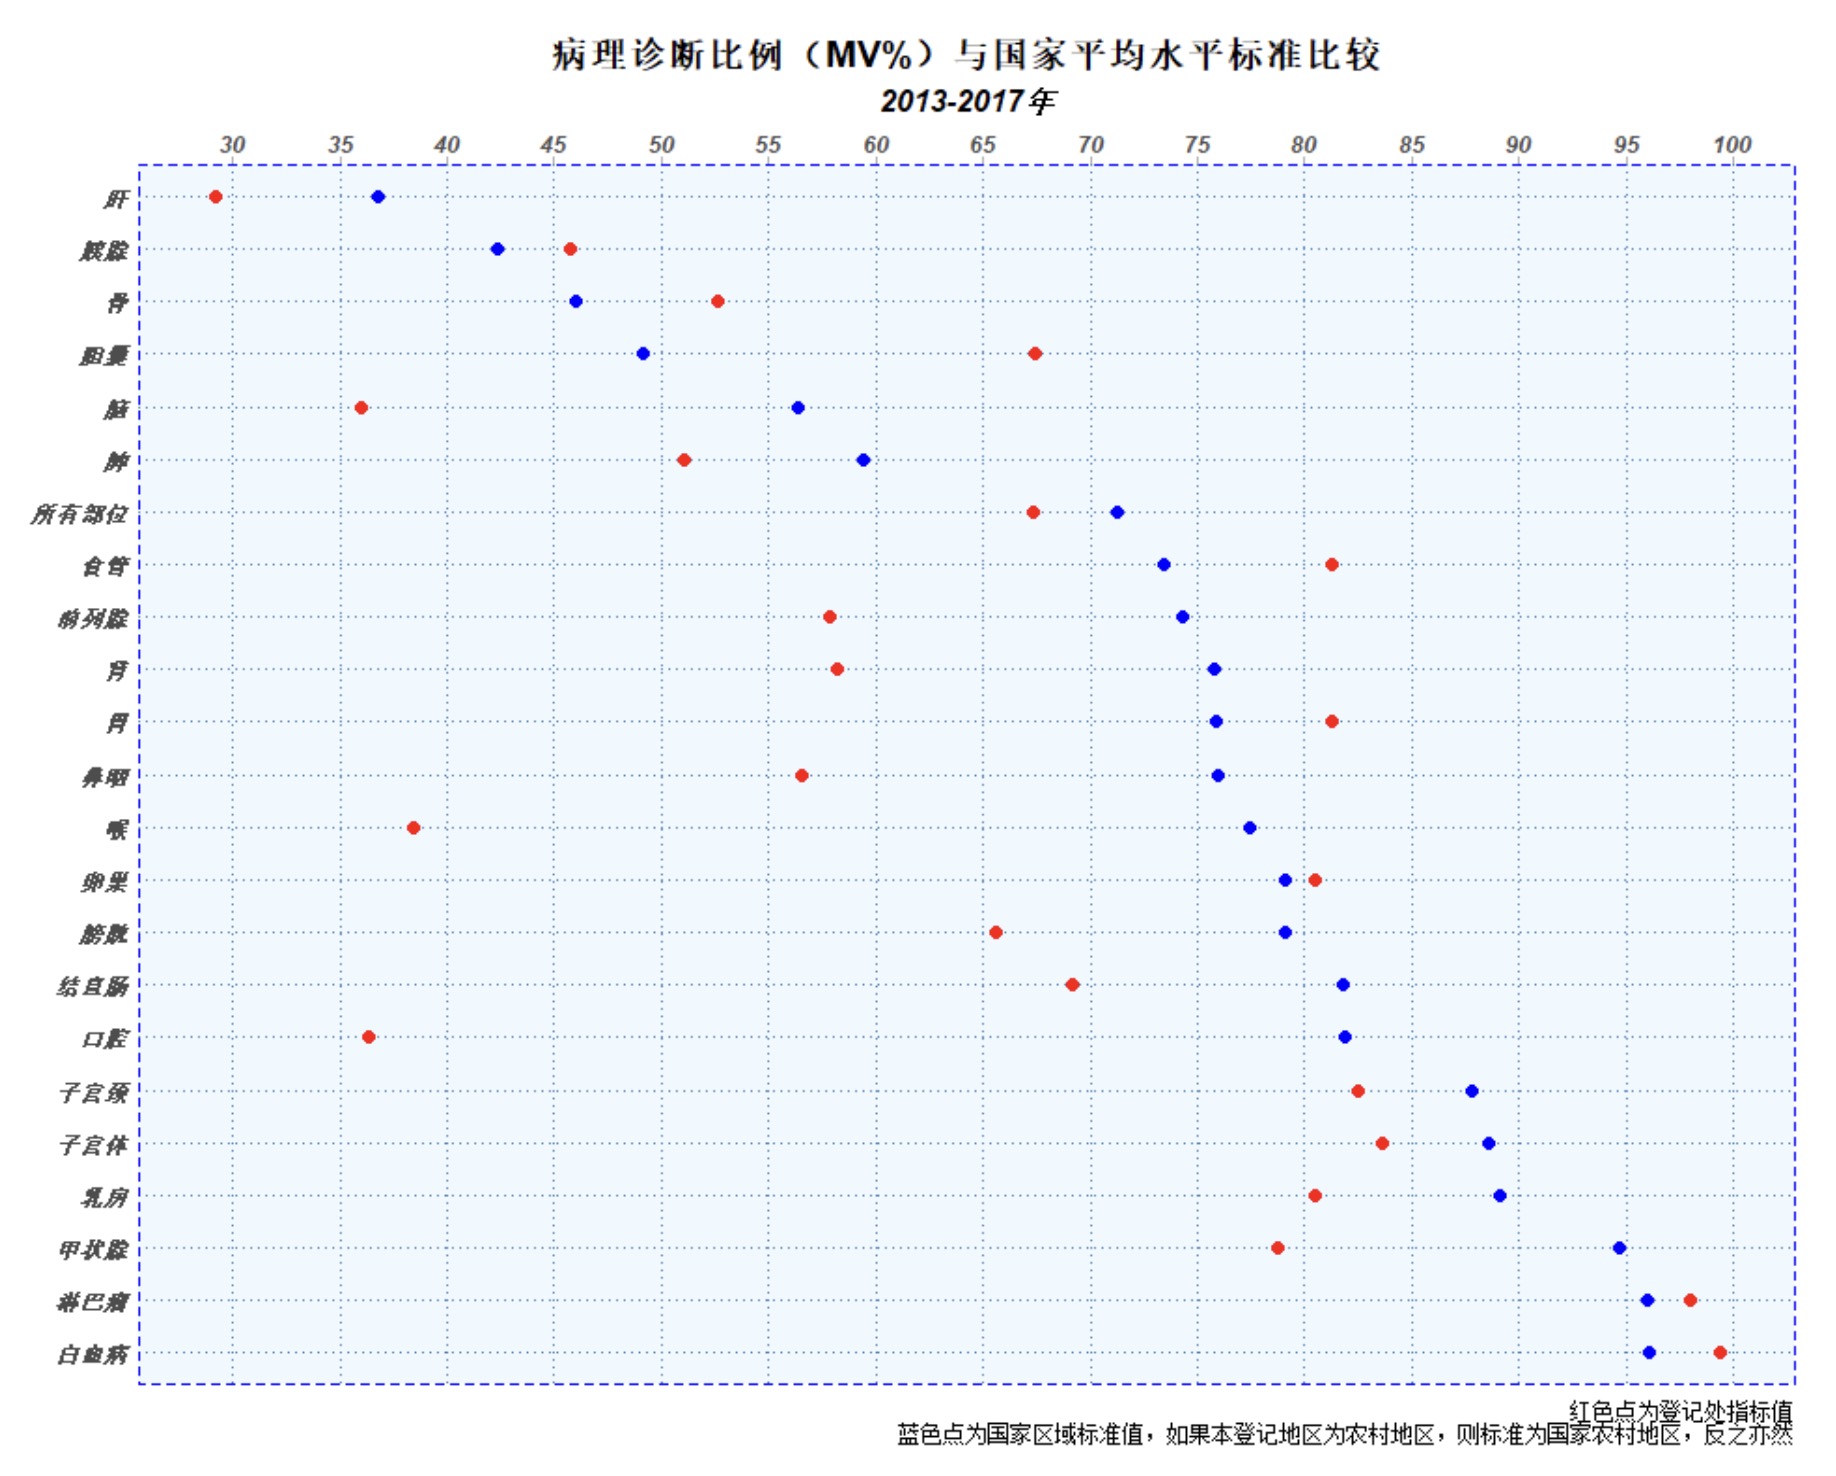 病理诊断比例（MV%）与国家平均水平标准比较
2013-2017年
30 35 40 45 50 55 60 65 70 75 80 85 90 95 100
肝
胰腺
骨
胆囊
脑
肺
所有部位
食管
前列腺
肾
胃
鼻咽
喉
卵巢
膀胱
结直肠
口腔
子宫颈
子宫体
乳房
甲状腺
淋巴瘤
白血病
红色点为登记处指标值
蓝色点为国家区域标准值，如果本登记地区为农村地区，则标准为国家农村地区，反之亦然